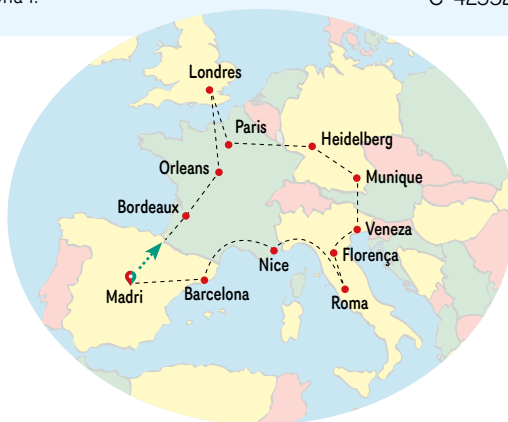 Londres
Paris
Heidelberg
Orleans
Munique
Bordeaux
Veneza
Florença
Nice
Madri
Barcelona
Roma